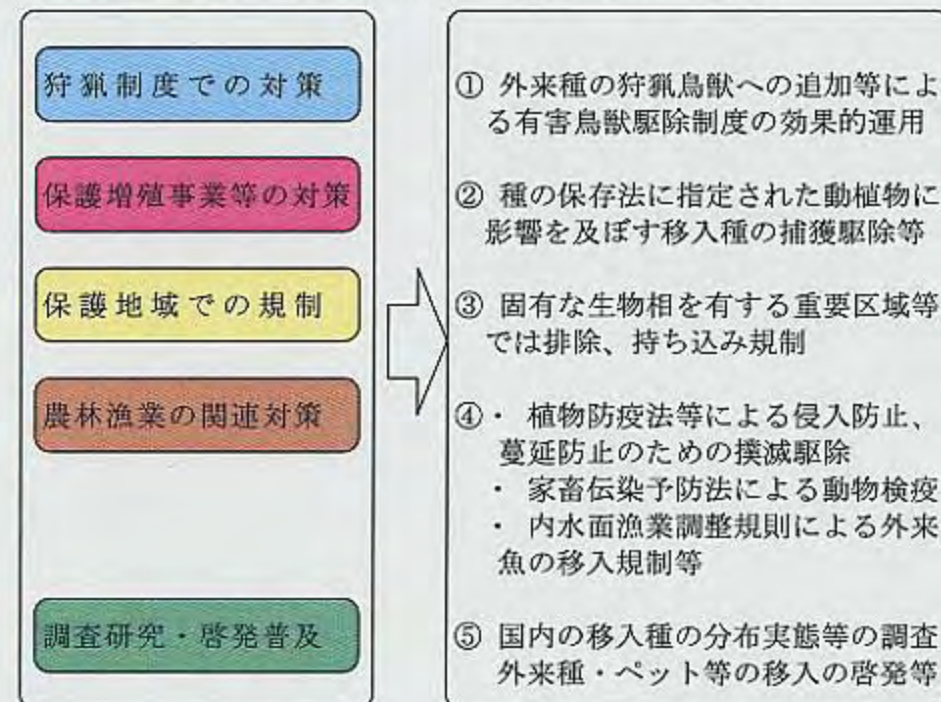 狩猟制度での対策
保護増殖事業等の対策
保護地域での規制
農林漁業の関連対策
調査研究・啓発普及
① 外来種の狩猟鳥獣への追加等によ
る有害鳥獣駆除制度の効果的運用
② 種の保存法に指定された動植物に
影響を及ぼす移入種の捕獲駆除等
③ 固有な生物相を有する重要区域等
では排除、持ち込み規制
④・ 植物防疫法等による侵入防止、
蔓延防止のための撲滅駆除
・ 家畜伝染予防法による動物検疫
・ 内水面漁業調整規則による外来
魚の移入規制等
⑤ 国内の移入種の分布実態等の調査
外来種・ペット等の移入の啓発等